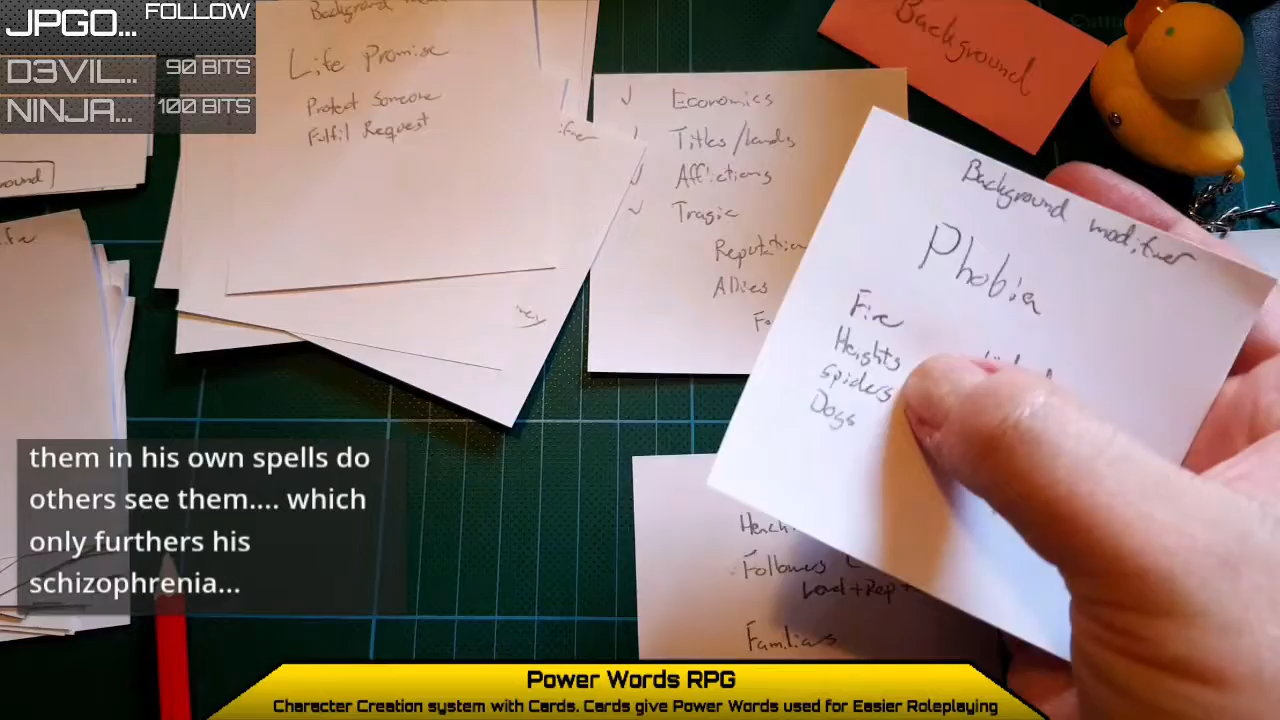 JPGO... FOLLOW
D3VIL... 90 BITS
NINJA... 100 BITS
Background
Life Promise
Protect Someone
Fulfil Request
Economics
Titles/Lands
Afflictions
Tragic
Reputation
Allies
Background
Background modifier
Phobia
Fire
Heights
Spiders
Dogs
Followers
Familiars
them in his own spells do
others see them.... which
only furthers his
schizophrenia...
Power Words RPG
Character Creation system with Cards. Cards give Power Words used for Easier Roleplaying